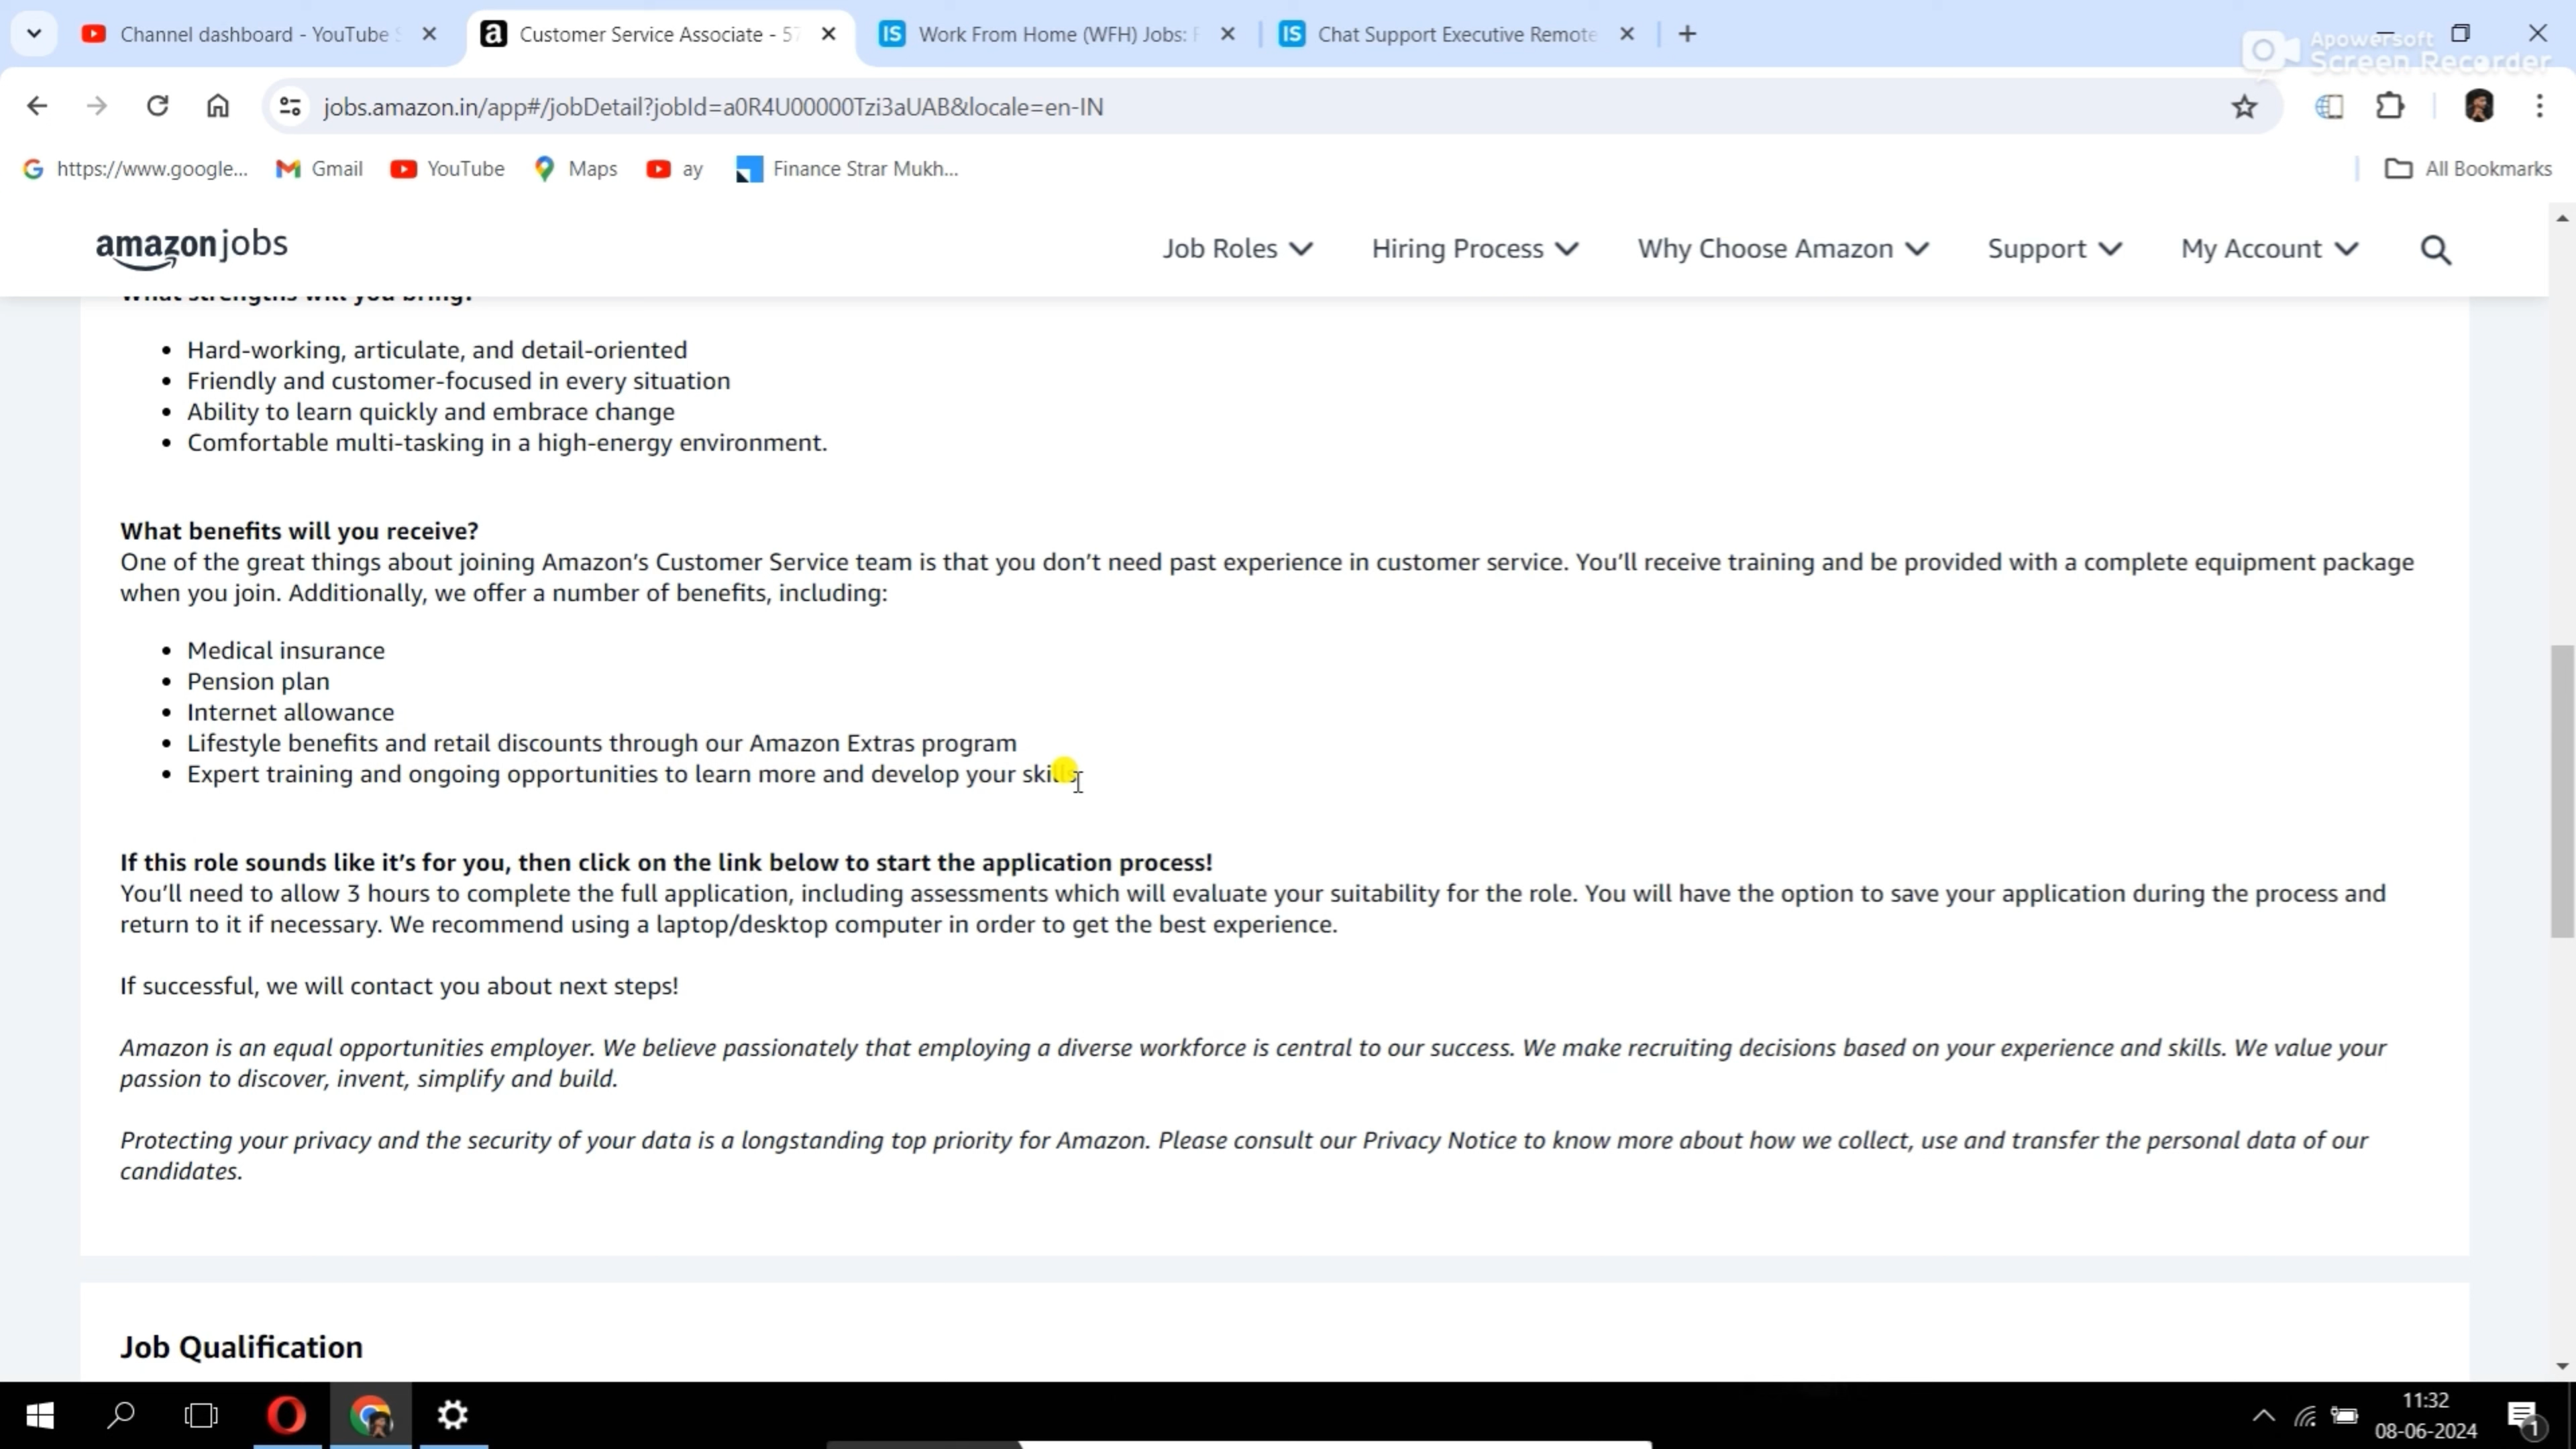 Channel dashboard - YouTube S
Customer Service Associate - 57
Work From Home (WFH) Jobs: F
Chat Support Executive Remote
Apowersoft
Screen Recorder
jobs.amazon.in/app#/jobDetail?jobId=a0R4U00000Tzi3aUAB&locale=en-IN
https://www.google...
Gmail
YouTube
Maps
ay
Finance Strar Mukh...
All Bookmarks
amazon jobs
Job Roles
Hiring Process
Why Choose Amazon
Support
My Account
What strengths will you bring?
• Hard-working, articulate, and detail-oriented
• Friendly and customer-focused in every situation
• Ability to learn quickly and embrace change
• Comfortable multi-tasking in a high-energy environment.
What benefits will you receive?
One of the great things about joining Amazon’s Customer Service team is that you don’t need past experience in customer service. You’ll receive training and be provided with a complete equipment package
when you join. Additionally, we offer a number of benefits, including:
• Medical insurance
• Pension plan
• Internet allowance
• Lifestyle benefits and retail discounts through our Amazon Extras program
• Expert training and ongoing opportunities to learn more and develop your skills
If this role sounds like it’s for you, then click on the link below to start the application process!
You’ll need to allow 3 hours to complete the full application, including assessments which will evaluate your suitability for the role. You will have the option to save your application during the process and
return to it if necessary. We recommend using a laptop/desktop computer in order to get the best experience.
If successful, we will contact you about next steps!
Amazon is an equal opportunities employer. We believe passionately that employing a diverse workforce is central to our success. We make recruiting decisions based on your experience and skills. We value your
passion to discover, invent, simplify and build.
Protecting your privacy and the security of your data is a longstanding top priority for Amazon. Please consult our Privacy Notice to know more about how we collect, use and transfer the personal data of our
candidates.
Job Qualification
11:32
08-06-2024
1